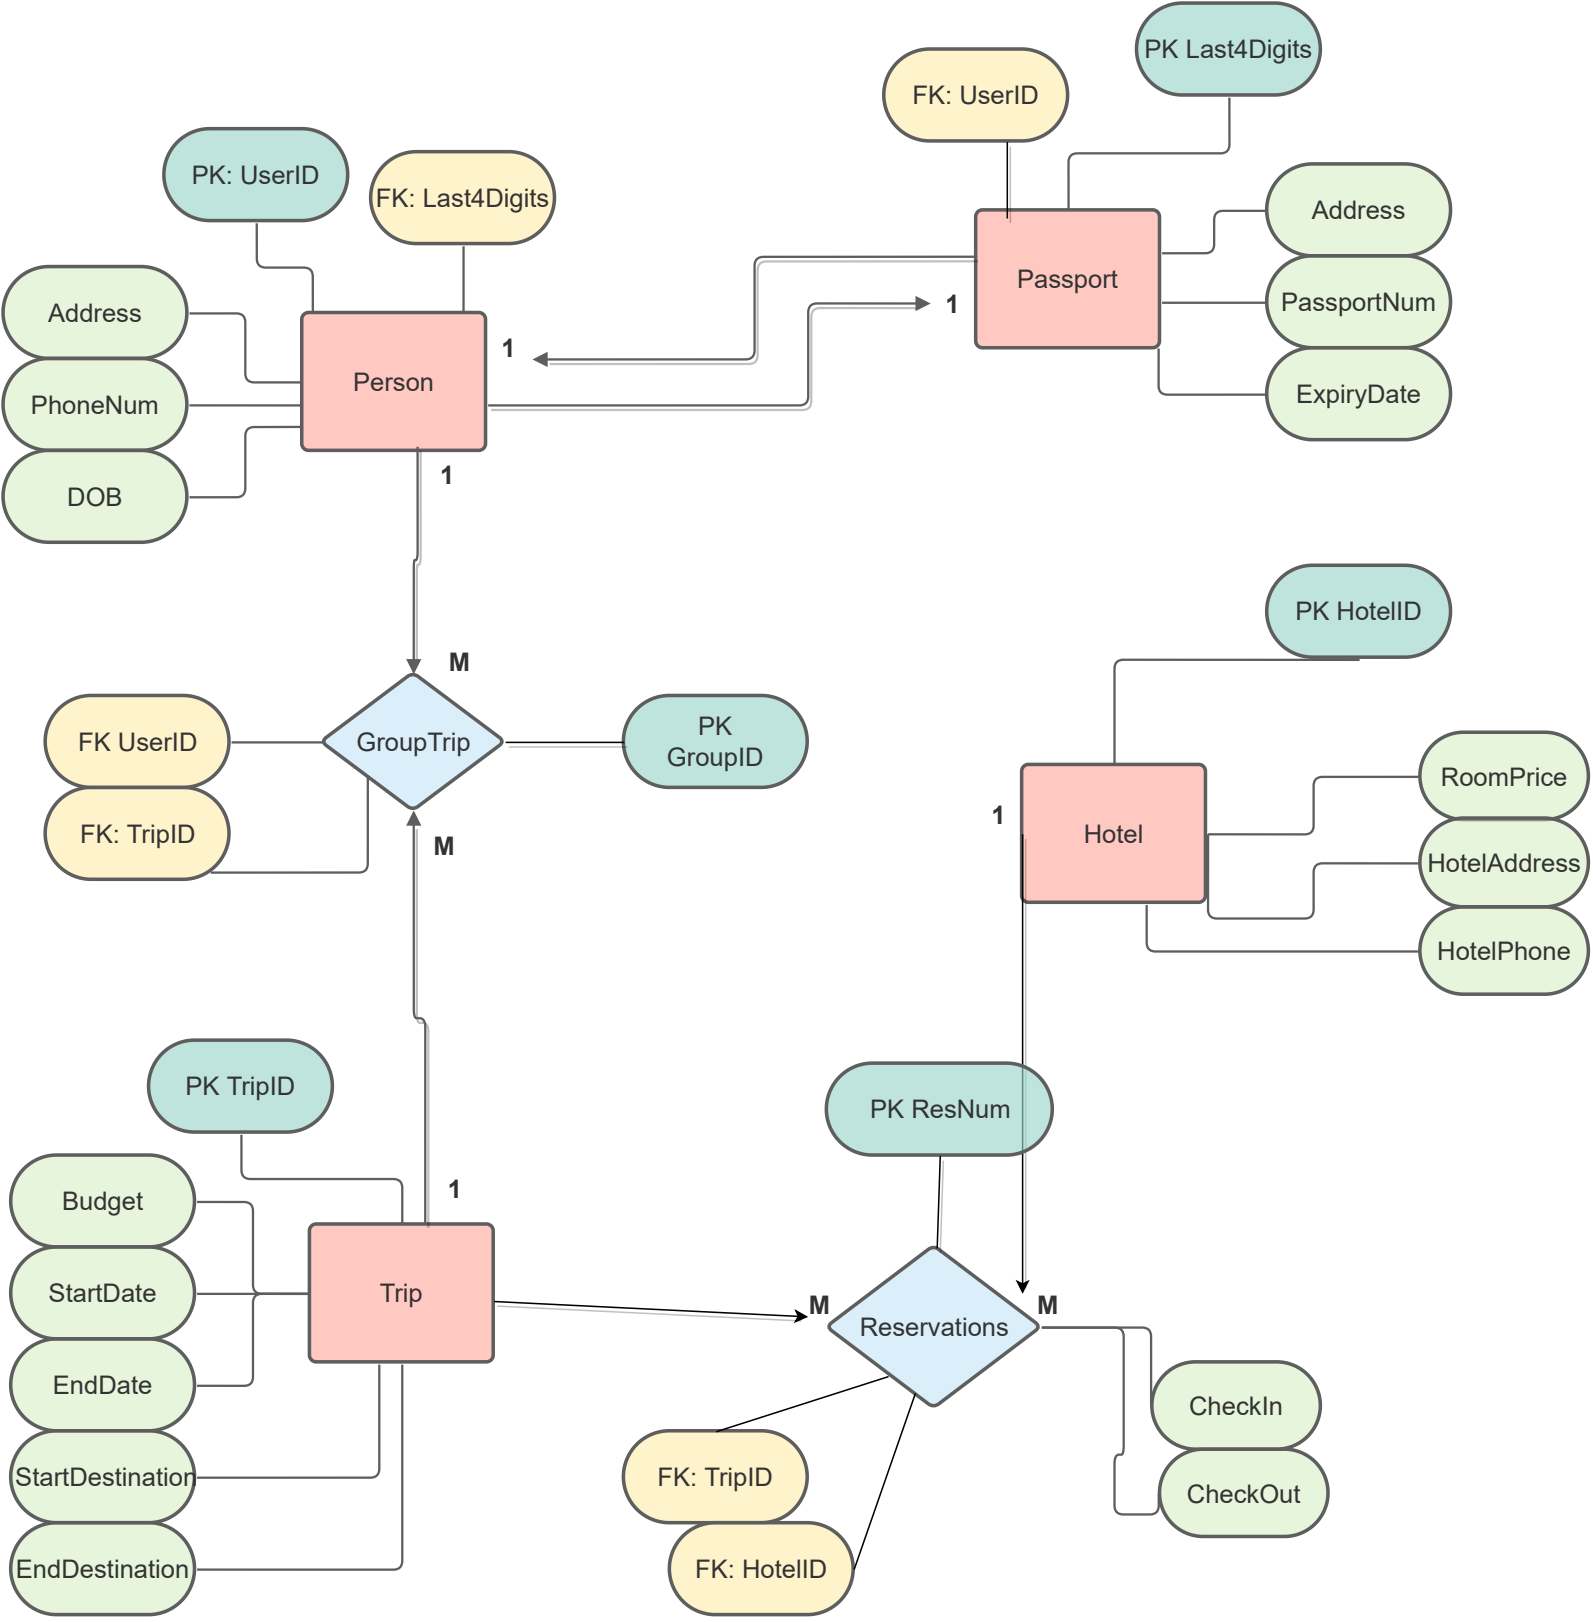 PK Last4Digits
FK: UserID
PK: UserID
FK: Last4Digits
Address
Address
Passport
PassportNum
1
Address
1
Person
ExpiryDate
PhoneNum
1
DOB
PK HotelID
M
FK UserID
GroupTrip
PK
GroupID
RoomPrice
1
Hotel
FK: TripID
M
HotelAddress
HotelPhone
PK TripID
PK ResNum
1
Budget
StartDate
Trip
M
M
Reservations
EndDate
CheckIn
StartDestination
FK: TripID
CheckOut
EndDestination
FK: HotelID